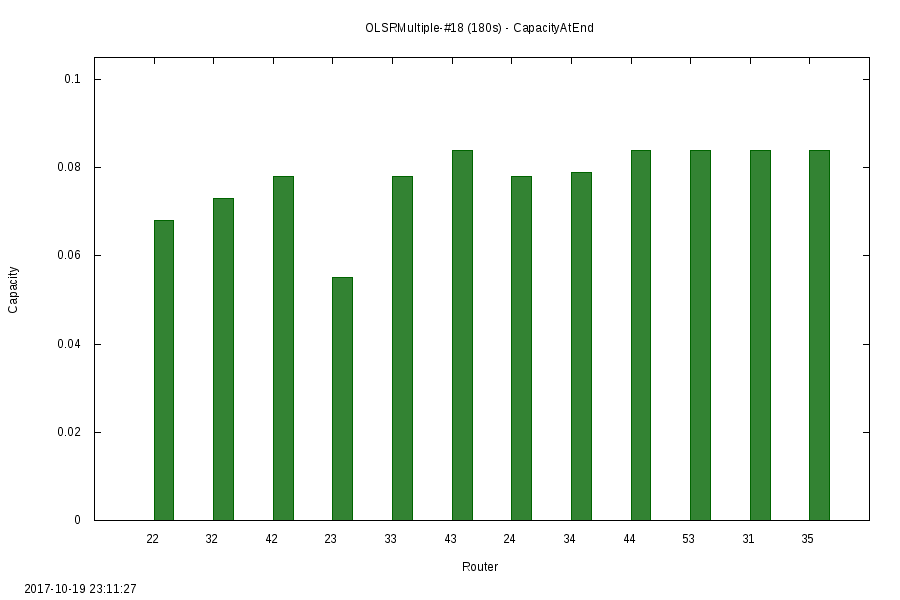 OLSRMultiple-#18 (180s) - CapacityAtEnd
0.1
0.08
0.06
0.04
0.02
0
Capacity
22 32 42 23 33 43 24 34 44 53 31 35
Router
2017-10-19 23:11:27